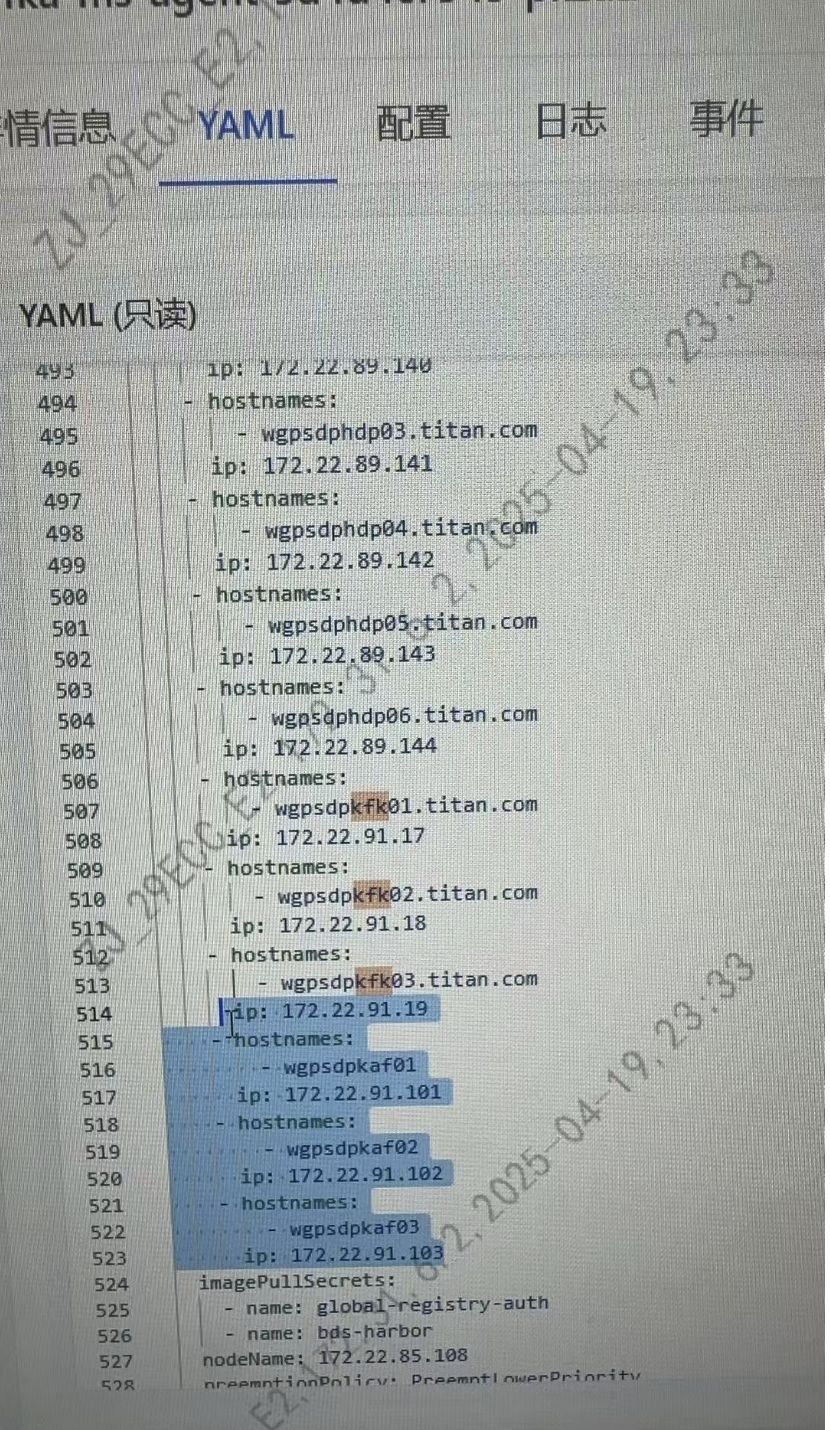 情信息 YAML 配置 日志 事件
YAML (只读)
493 ip: 172.22.89.140
494 - hostnames:
495 - wgpsdphdp03.titan.com
496 ip: 172.22.89.141
497 - hostnames:
498 - wgpsdphdp04.titan.com
499 ip: 172.22.89.142
500 - hostnames:
501 - wgpsdphdp05.titan.com
502 ip: 172.22.89.143
503 - hostnames:
504 - wgpsdphdp06.titan.com
505 ip: 172.22.89.144
506 - hostnames:
507 - wgpsdpkfk01.titan.com
508 ip: 172.22.91.17
509 - hostnames:
510 - wgpsdpkfk02.titan.com
511 ip: 172.22.91.18
512 - hostnames:
513 - wgpsdpkfk03.titan.com
514 ip: 172.22.91.19
515 - hostnames:
516 - wgpsdpkaf01
517 ip: 172.22.91.101
518 - hostnames:
519 - wgpsdpkaf02
520 ip: 172.22.91.102
521 - hostnames:
522 - wgpsdpkaf03
523 ip: 172.22.91.103
524 imagePullSecrets:
525 - name: global-registry-auth
526 - name: bds-harbor
527 nodeName: 172.22.85.108
528 preemptionPolicy: PreemptLowerPriority
ZJ_29ECC_E2,
2025-04-19,23:33
ZJ_29ECC_E2
2025-04-19,23:33